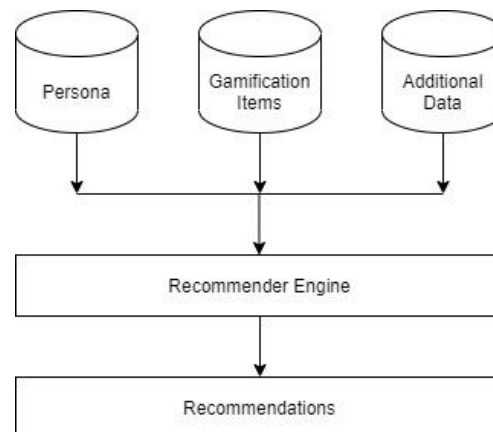 Persona
Gamification
Items
Additional
Data
Recommender Engine
Recommendations